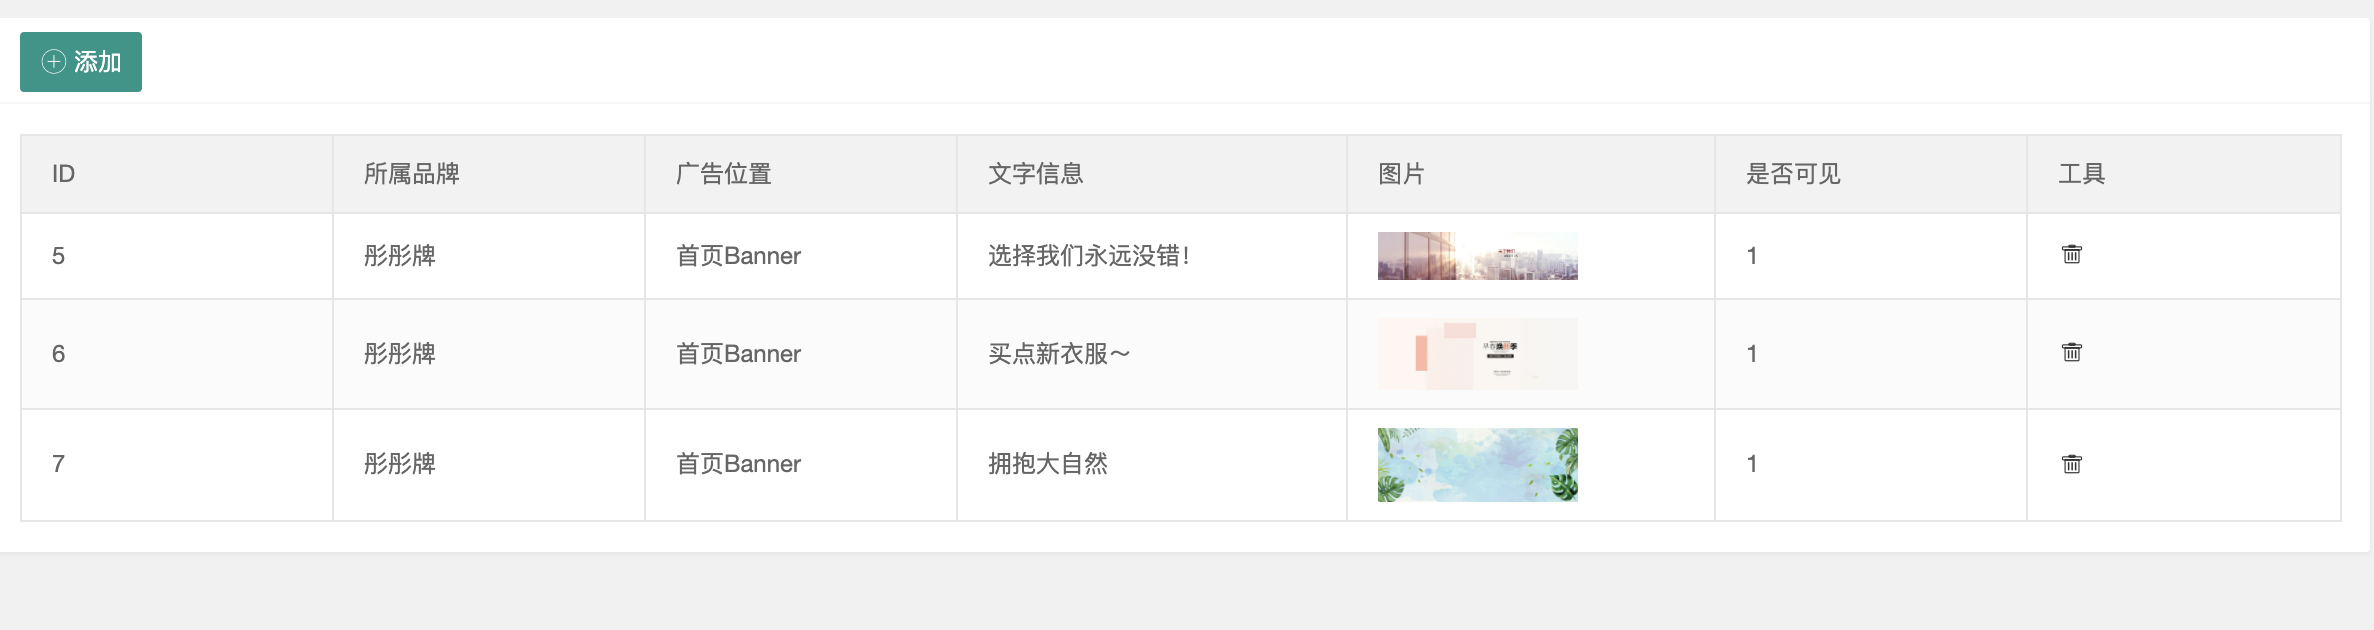 添加
ID 所属品牌 广告位置 文字信息 图片 是否可见 工具
5 彤彤牌 首页Banner 选择我们永远没错! 1
6 彤彤牌 首页Banner 买点新衣服～ 1
7 彤彤牌 首页Banner 拥抱大自然 1